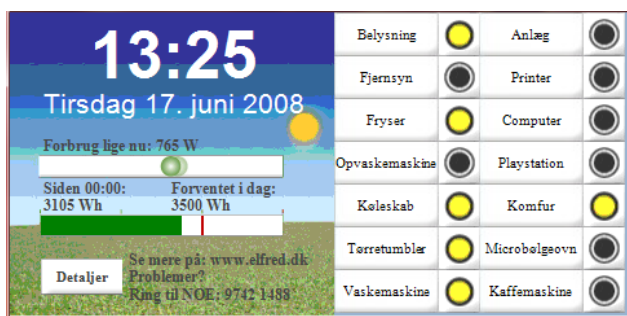 13:25
Tirsdag 17. juni 2008
Forbrug lige nu: 765 W
Siden 00:00: Forventet i dag:
3105 Wh 3500 Wh
Se mere på: www.elfred.dk
Detaljer Problemer?
Ring til NOE: 9742 1488
Belysning Anlæg
Fjernsyn Printer
Fryser Computer
Opvaskemaskine Playstation
Køleskab Komfur
Tørretumbler Microbølgeovn
Vaskemaskine Kaffemaskine